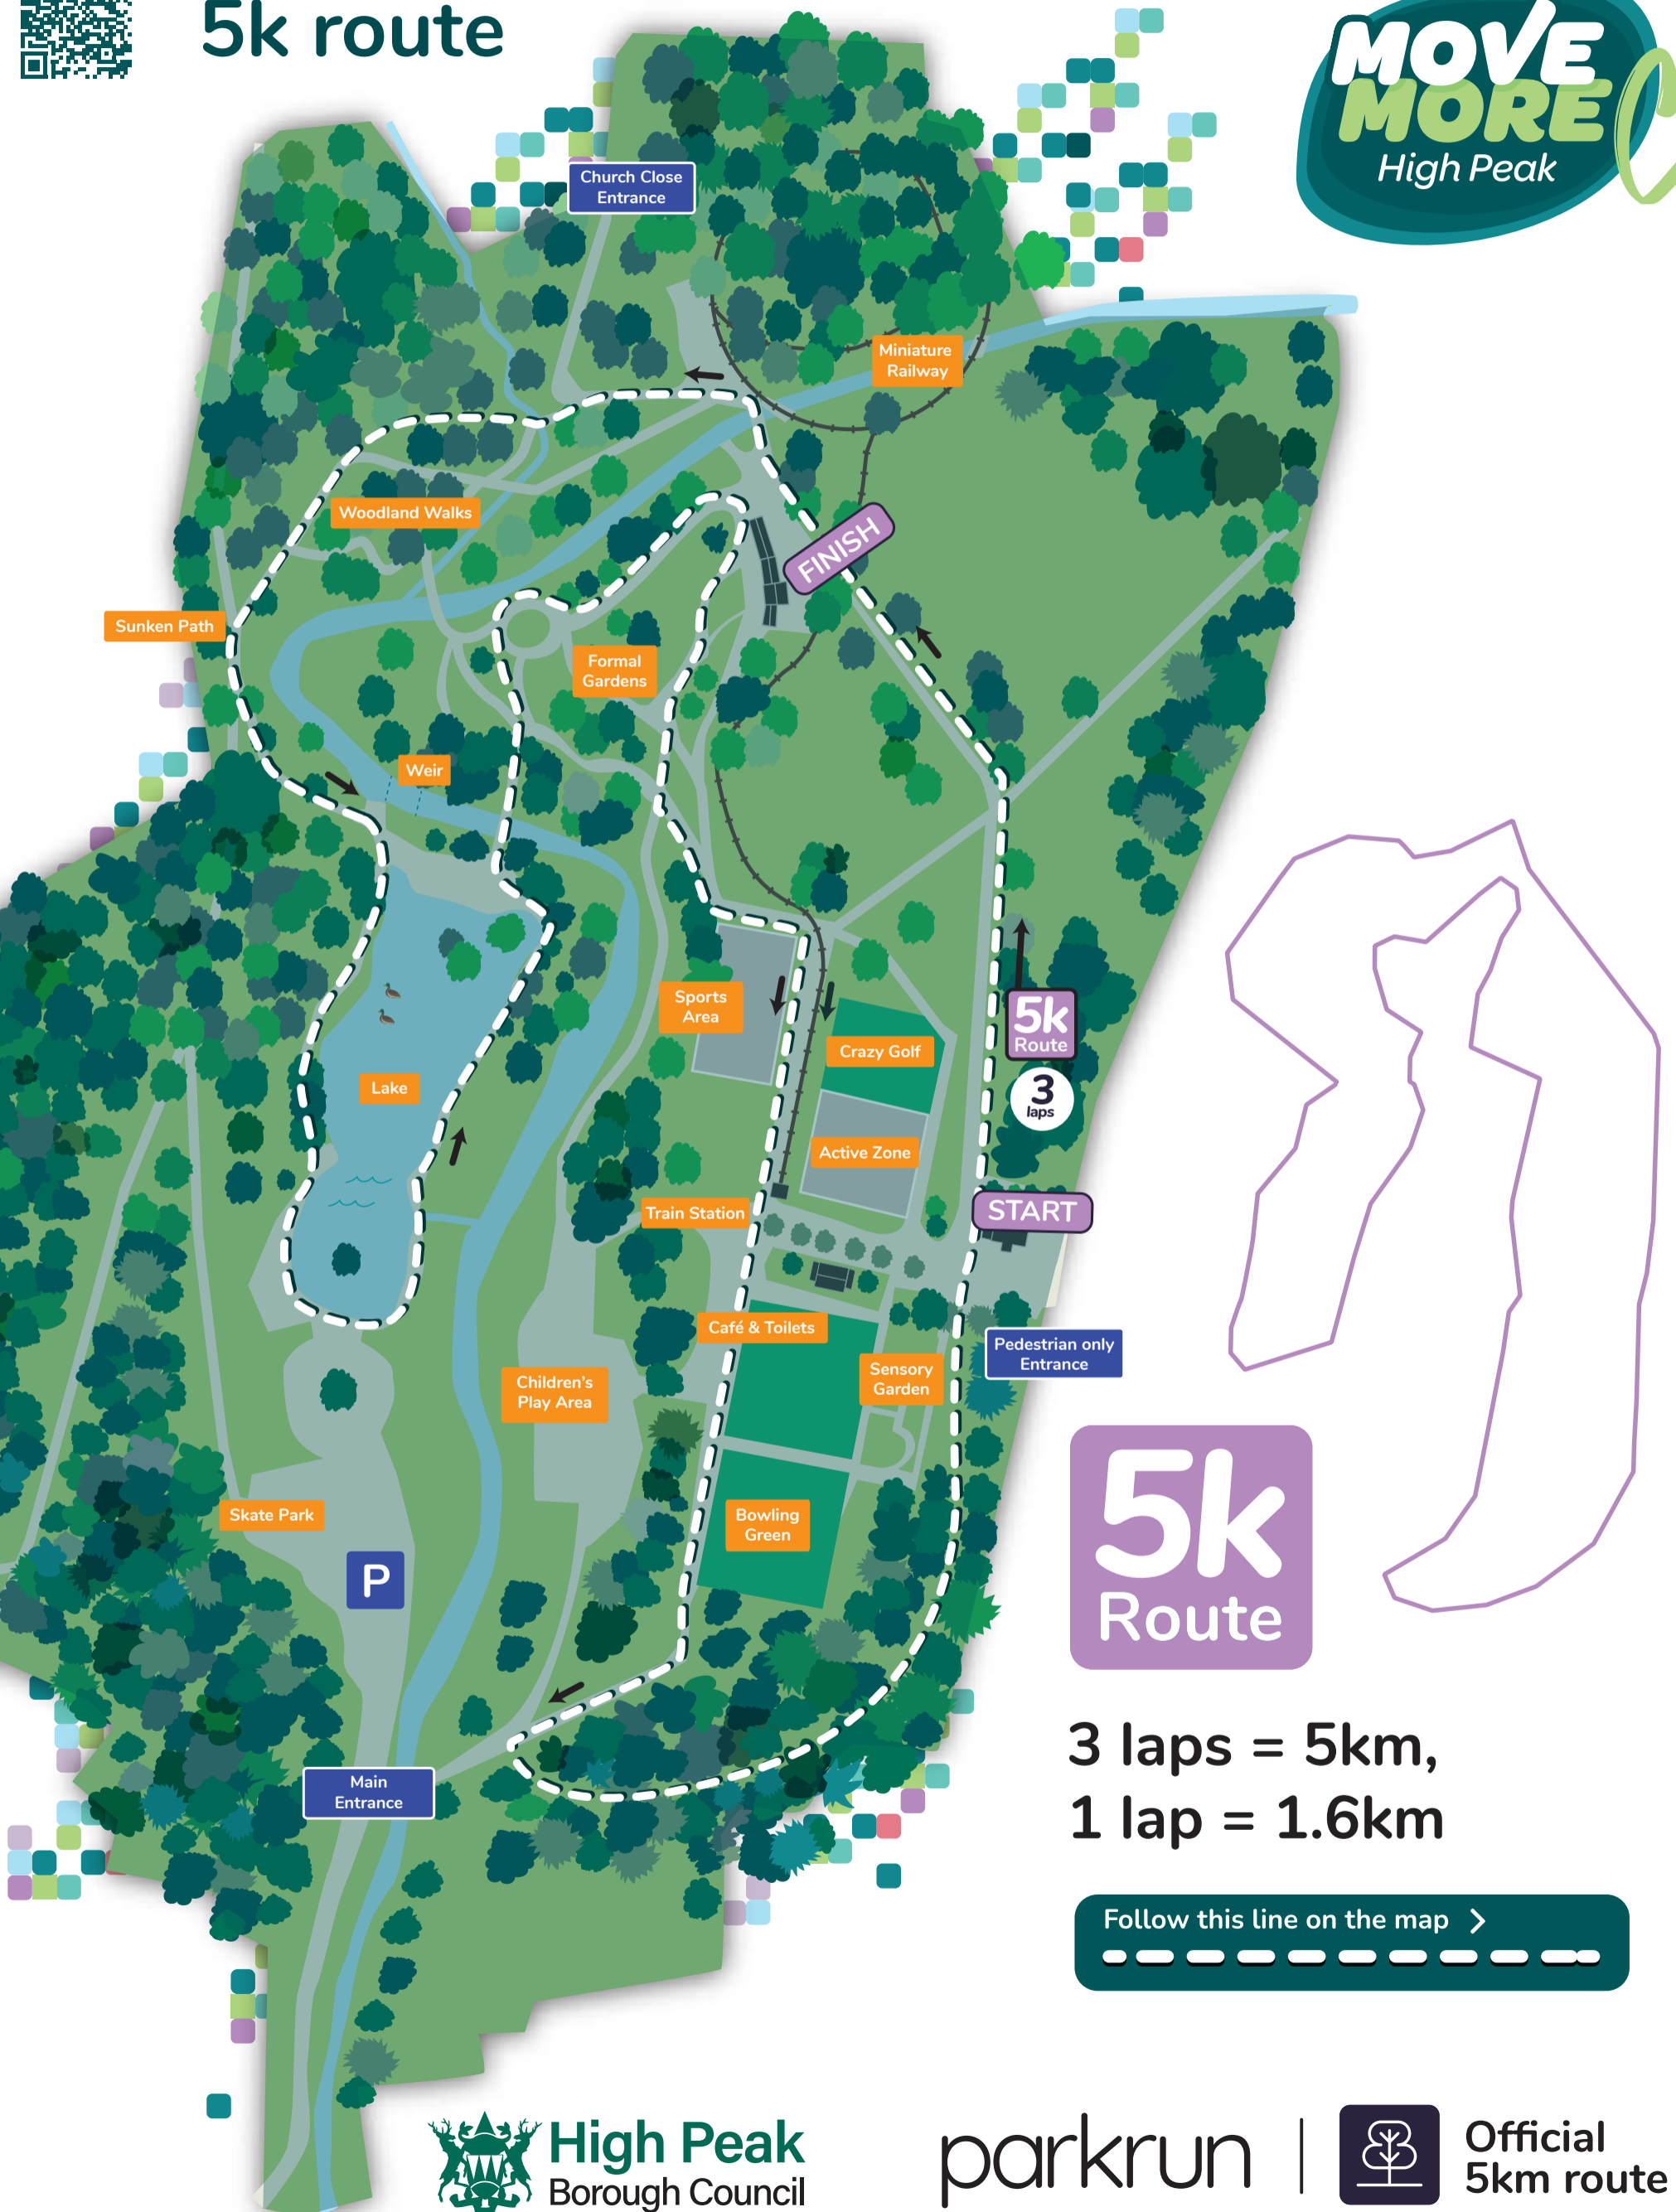 5k route
MOVE
MORE
High Peak
Church Close
Entrance
Miniature
Railway
Woodland Walks
FINISH
Sunken Path
Formal
Gardens
Weir
Sports
Area
5k
Route
Crazy Golf
3
laps
Lake
Active Zone
Train Station
START
Café & Toilets
Pedestrian only
Entrance
Sensory
Garden
Children's
Play Area
Skate Park
Bowling
Green
P
5k
Route
Main
Entrance
3 laps = 5km,
1 lap = 1.6km
Follow this line on the map >
High Peak
Borough Council
parkrun
Official
5km route